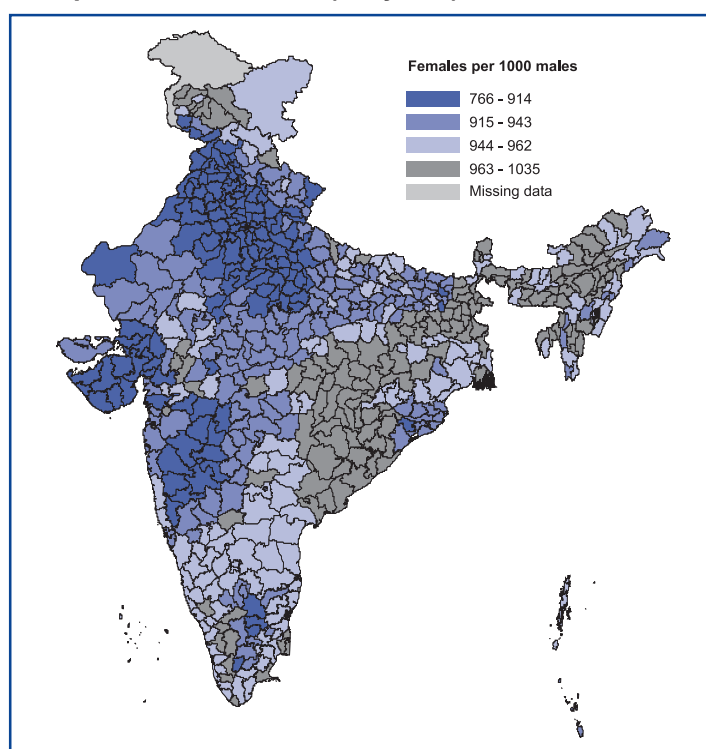 Females per 1000 males
766 - 914
915 - 943
944 - 962
963 - 1035
Missing data